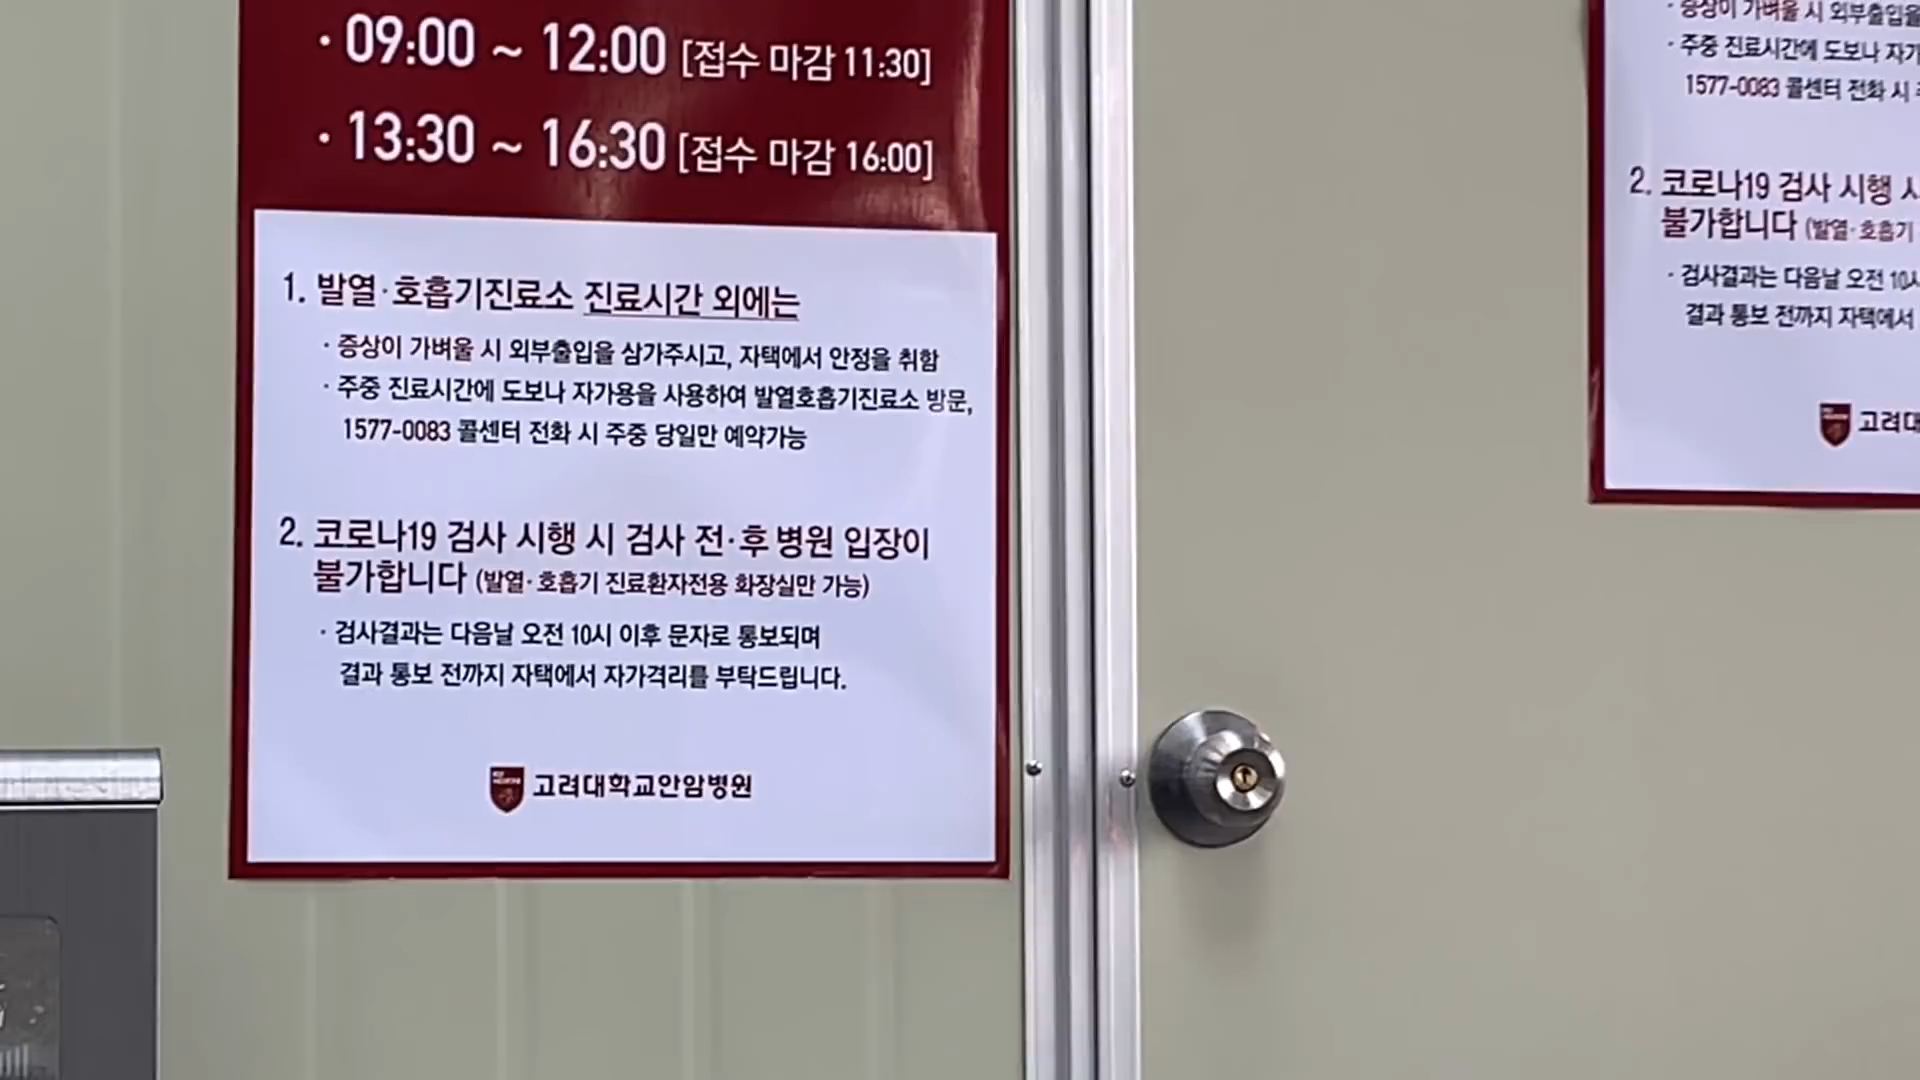 · 09:00 ~ 12:00 [접수 마감 11:30]
· 13:30 ~ 16:30 [접수 마감 16:00]
1. 발열·호흡기진료소 진료시간 외에는
· 증상이 가벼울 시 외부출입을 삼가주시고, 자택에서 안정을 취함
· 주중 진료시간에 도보나 자가용을 사용하여 발열호흡기진료소 방문,
1577-0083 콜센터 전화 시 주중 당일만 예약가능
2. 코로나19 검사 시행 시 검사 전·후 병원 입장이
불가합니다 (발열·호흡기 진료환자전용 화장실만 가능)
· 검사결과는 다음날 오전 10시 이후 문자로 통보되며
결과 통보 전까지 자택에서 자가격리를 부탁드립니다.
고려대학교안암병원
· 증상이 가벼울 시 외부출입을
· 주중 진료시간에 도보나
1577-0083 콜센터 전화 시
2. 코로나19 검사 시행
불가합니다 (발열·호흡기
· 검사결과는 다음날 오전
결과 통보 전까지 자택에서
고려대